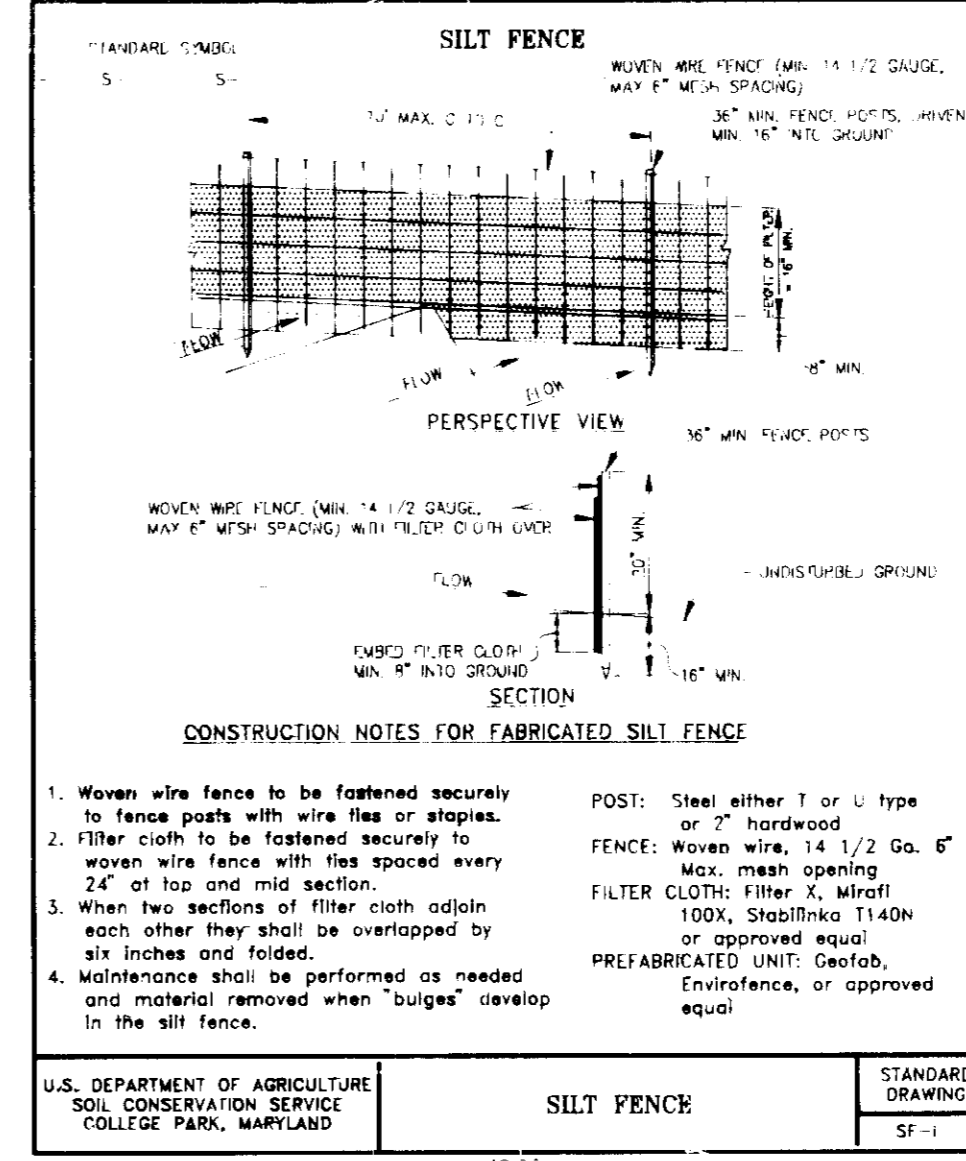 STANDARD SYMBOL
SILT FENCE
S- S-
WOVEN WIRE FENCE (MIN. 14 1/2 GAUGE,
MAX 6" MESH SPACING)
MAX. C TO C
36" MIN. FENCE POSTS, DRIVEN
MIN. 16" INTO GROUND
HEIGHT OF FILTER
= 16" MIN.
8" MIN.
FLOW
FLOW
FLOW
PERSPECTIVE VIEW
36" MIN FENCE POSTS
WOVEN WIRE FENCE (MIN. 14 1/2 GAUGE,
MAX 6" MESH SPACING) WITH FILTER CLOTH OVER
20" MIN.
FLOW
UNDISTURBED GROUND
EMBED FILTER CLOTH
MIN. 8" INTO GROUND
16" MIN.
SECTION
CONSTRUCTION NOTES FOR FABRICATED SILT FENCE
1. Woven wire fence to be fastened securely
to fence posts with wire ties or staples.
2. Filter cloth to be fastened securely to
woven wire fence with ties spaced every
24" at top and mid section.
3. When two sections of filter cloth adjoin
each other they shall be overlapped by
six inches and folded.
4. Maintenance shall be performed as needed
and material removed when "bulges" develop
in the silt fence.
POST: Steel either T or U type
or 2" hardwood
FENCE: Woven wire, 14 1/2 Ga. 6"
Max. mesh opening
FILTER CLOTH: Filter X, Mirafi
100X, Stabilinka T140N
or approved equal
PREFABRICATED UNIT: Geofab,
Envirofence, or approved
equal
U.S. DEPARTMENT OF AGRICULTURE
SOIL CONSERVATION SERVICE
COLLEGE PARK, MARYLAND
SILT FENCE
STANDARD
DRAWING
SF-i